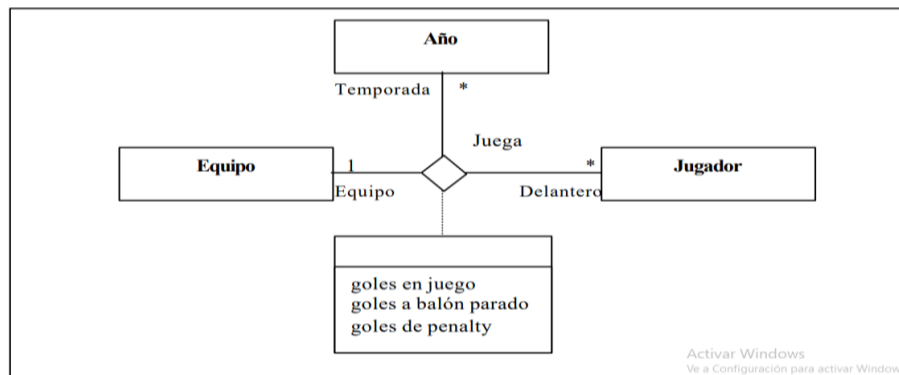 Año
Temporada *
Juega
Equipo 1 * Jugador
Equipo Delantero
goles en juego
goles a balón parado
goles de penalty
Activar Windows
Ve a Configuración para activar Window